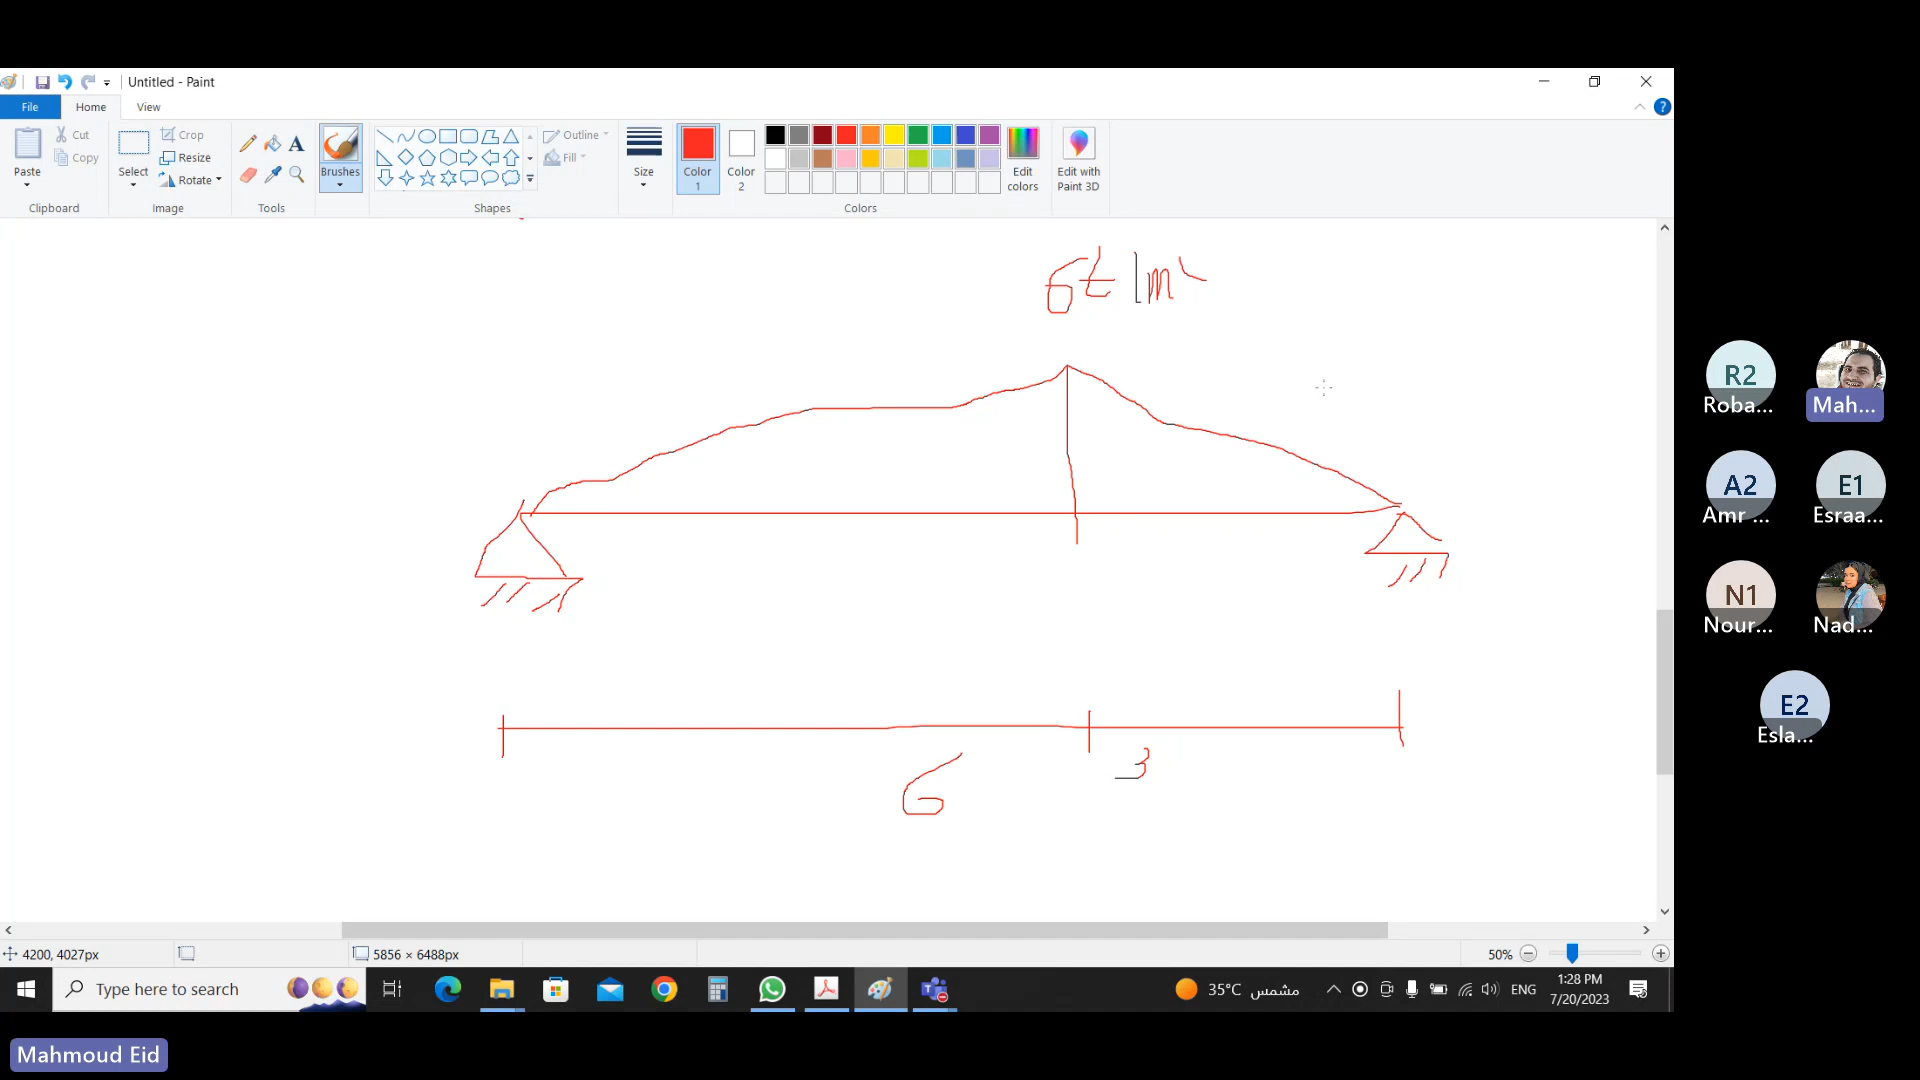 Untitled - Paint
File Home View
Paste Cut Copy Clipboard
Select Crop Resize Rotate Image
Tools
Brushes
Shapes
Outline
Fill
Size
Color 1
Color 2
Edit colors
Edit with Paint 3D
Colors
6t/m²
6
3
4200, 4027px
5856 × 6488px
50%
Type here to search
35°C مشمس
ENG
1:28 PM
7/20/2023
R2
Roba...
Mah...
A2
Amr ...
E1
Esraa...
N1
Nour...
Nad...
E2
Esla...
Mahmoud Eid